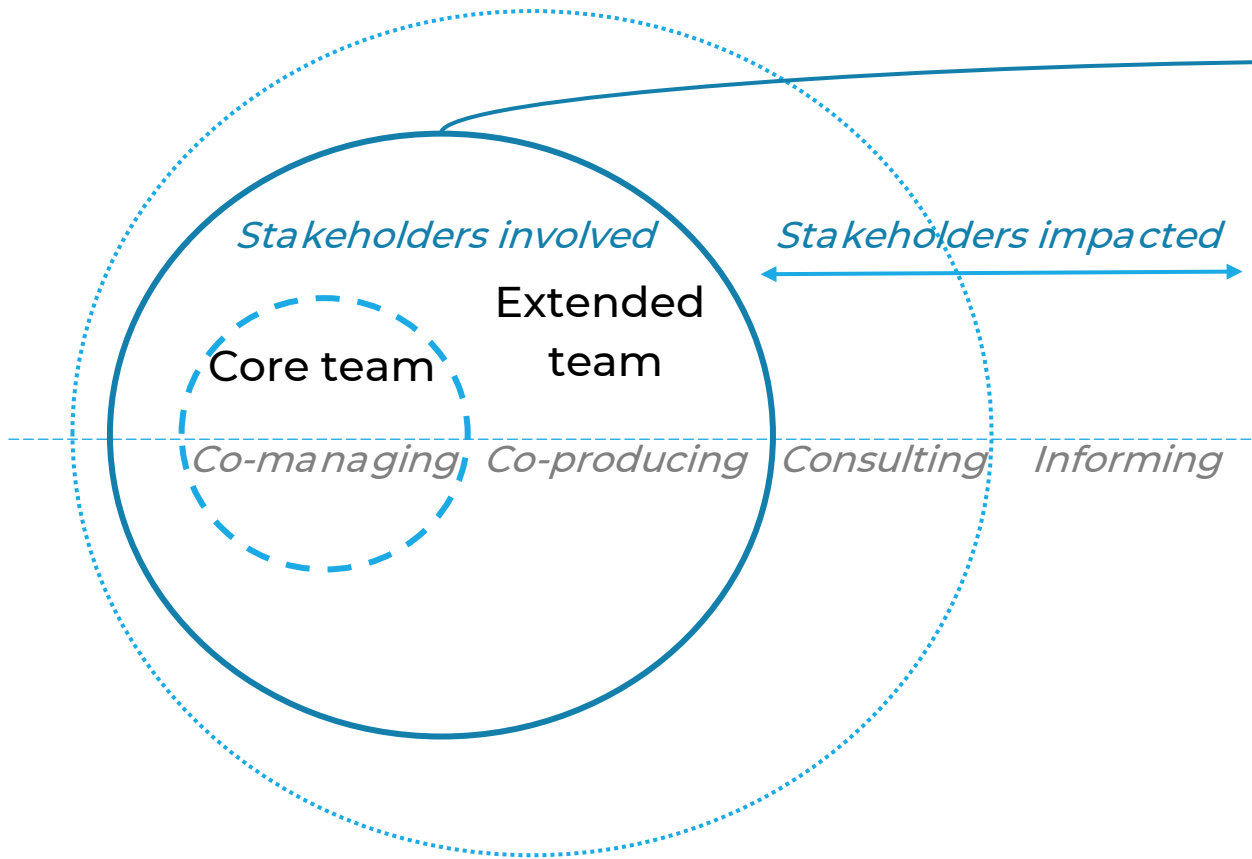 Stakeholders involved
Stakeholders impacted
Extended
team
Core team
Co-managing
Co-producing
Consulting
Informing